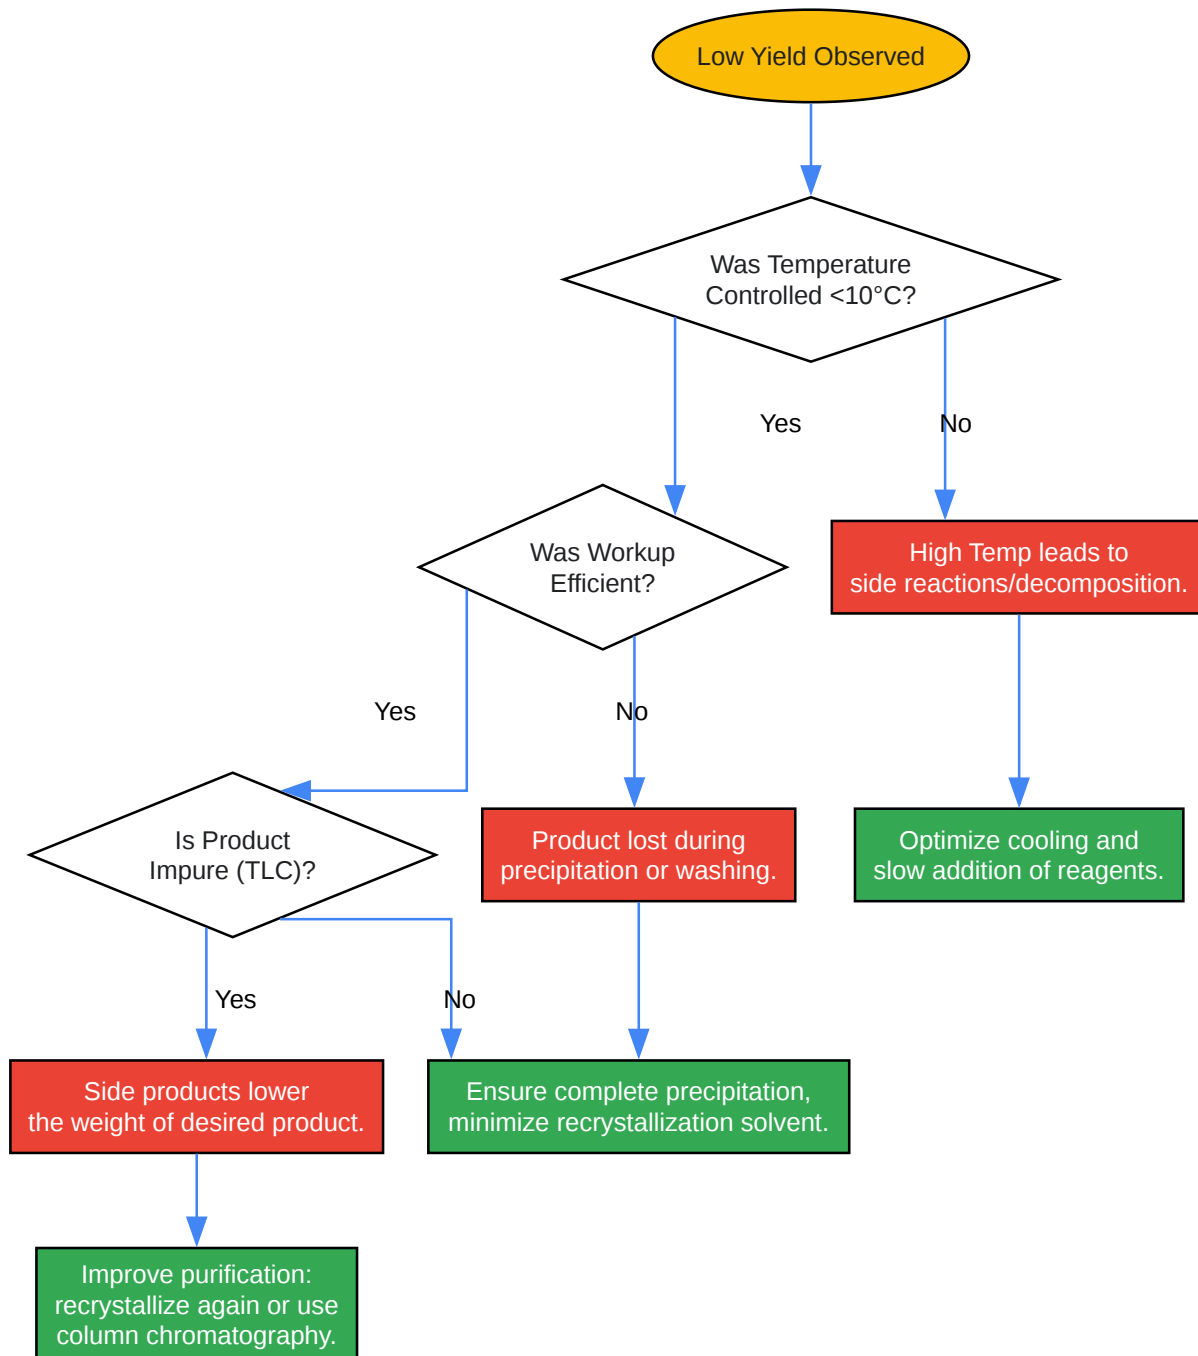 Low Yield Observed
Was Temperature
Controlled <10°C?
Yes
No
Was Workup
Efficient?
High Temp leads to
side reactions/decomposition.
Yes
No
Is Product
Impure (TLC)?
Product lost during
precipitation or washing.
Optimize cooling and
slow addition of reagents.
Yes
No
Side products lower
the weight of desired product.
Ensure complete precipitation,
minimize recrystallization solvent.
Improve purification:
recrystallize again or use
column chromatography.